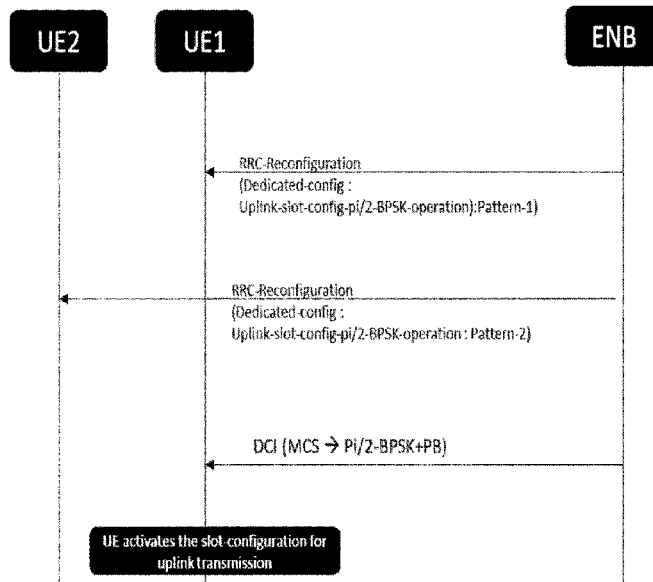 UE2
UE1
ENB
RRC-Reconfiguration
(Dedicated-config :
Uplink-slot-config-pi/2-BPSK-operation):Pattern-1)
RRC-Reconfiguration
(Dedicated-config :
Uplink-slot-config-pi/2-BPSK-operation : Pattern-2)
DCI (MCS → Pi/2-BPSK+PB)
UE activates the slot-configuration for
uplink transmission